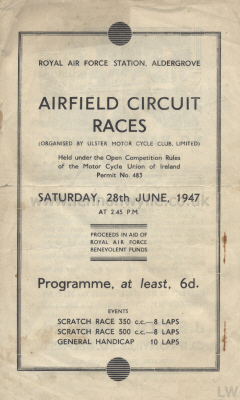 ROYAL AIR FORCE STATION, ALDERGROVE
AIRFIELD CIRCUIT
RACES
(ORGANISED BY ULSTER MOTOR CYCLE CLUB, LIMITED)
Held under the Open Competition Rules
of the Motor Cycle Union of Ireland
Permit No. 483
SATURDAY, 28th JUNE, 1947
AT 2.45 P.M.
PROCEEDS IN AID OF
ROYAL AIR FORCE
BENEVOLENT FUNDS
Programme, at least, 6d.
EVENTS
SCRATCH RACE 350 c.c.—8 LAPS
SCRATCH RACE 500 c.c.—8 LAPS
GENERAL HANDICAP 10 LAPS
LW